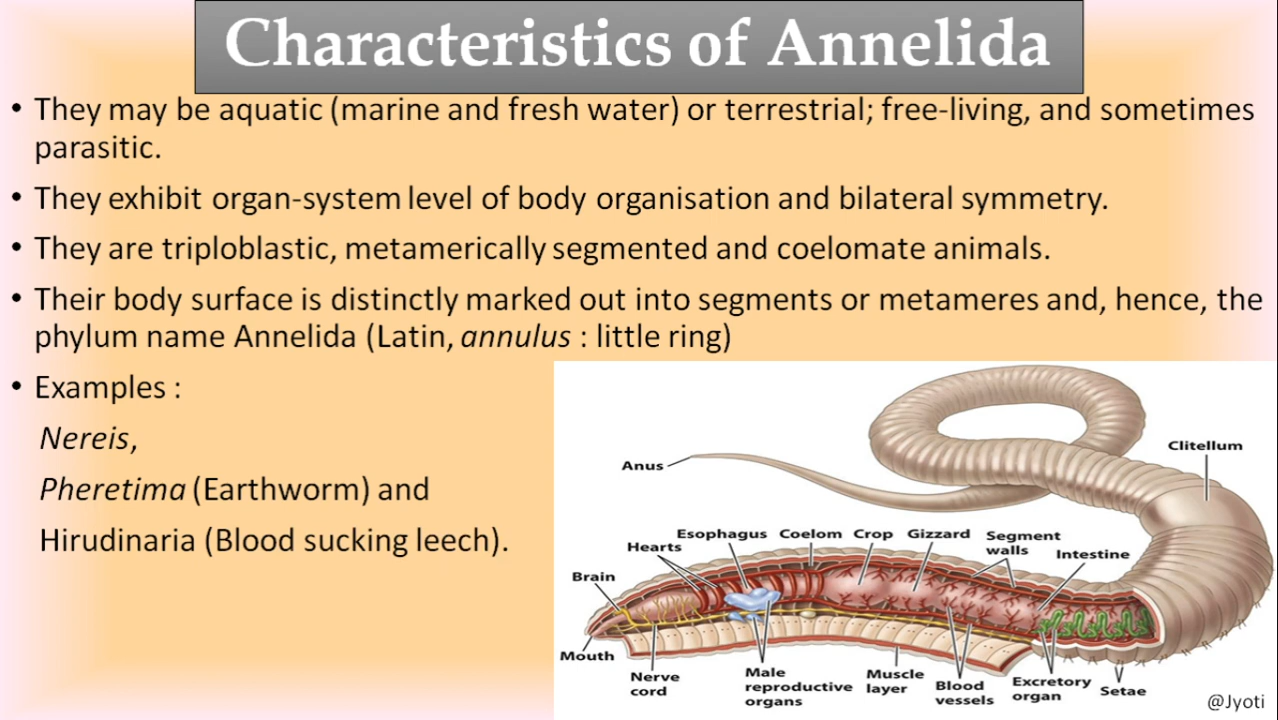 Characteristics of Annelida
• They may be aquatic (marine and fresh water) or terrestrial; free-living, and sometimes
parasitic.
• They exhibit organ-system level of body organisation and bilateral symmetry.
• They are triploblastic, metamerically segmented and coelomate animals.
• Their body surface is distinctly marked out into segments or metameres and, hence, the
phylum name Annelida (Latin, annulus : little ring)
• Examples :
Nereis,
Pheretima (Earthworm) and
Hirudinaria (Blood sucking leech).
Clitellum
Anus
Esophagus
Coelom
Crop
Gizzard
Segment
walls
Hearts
Intestine
Brain
Mouth
Nerve
cord
Male
reproductive
organs
Muscle
layer
Blood
vessels
Excretory
organ
Setae
@Jyoti